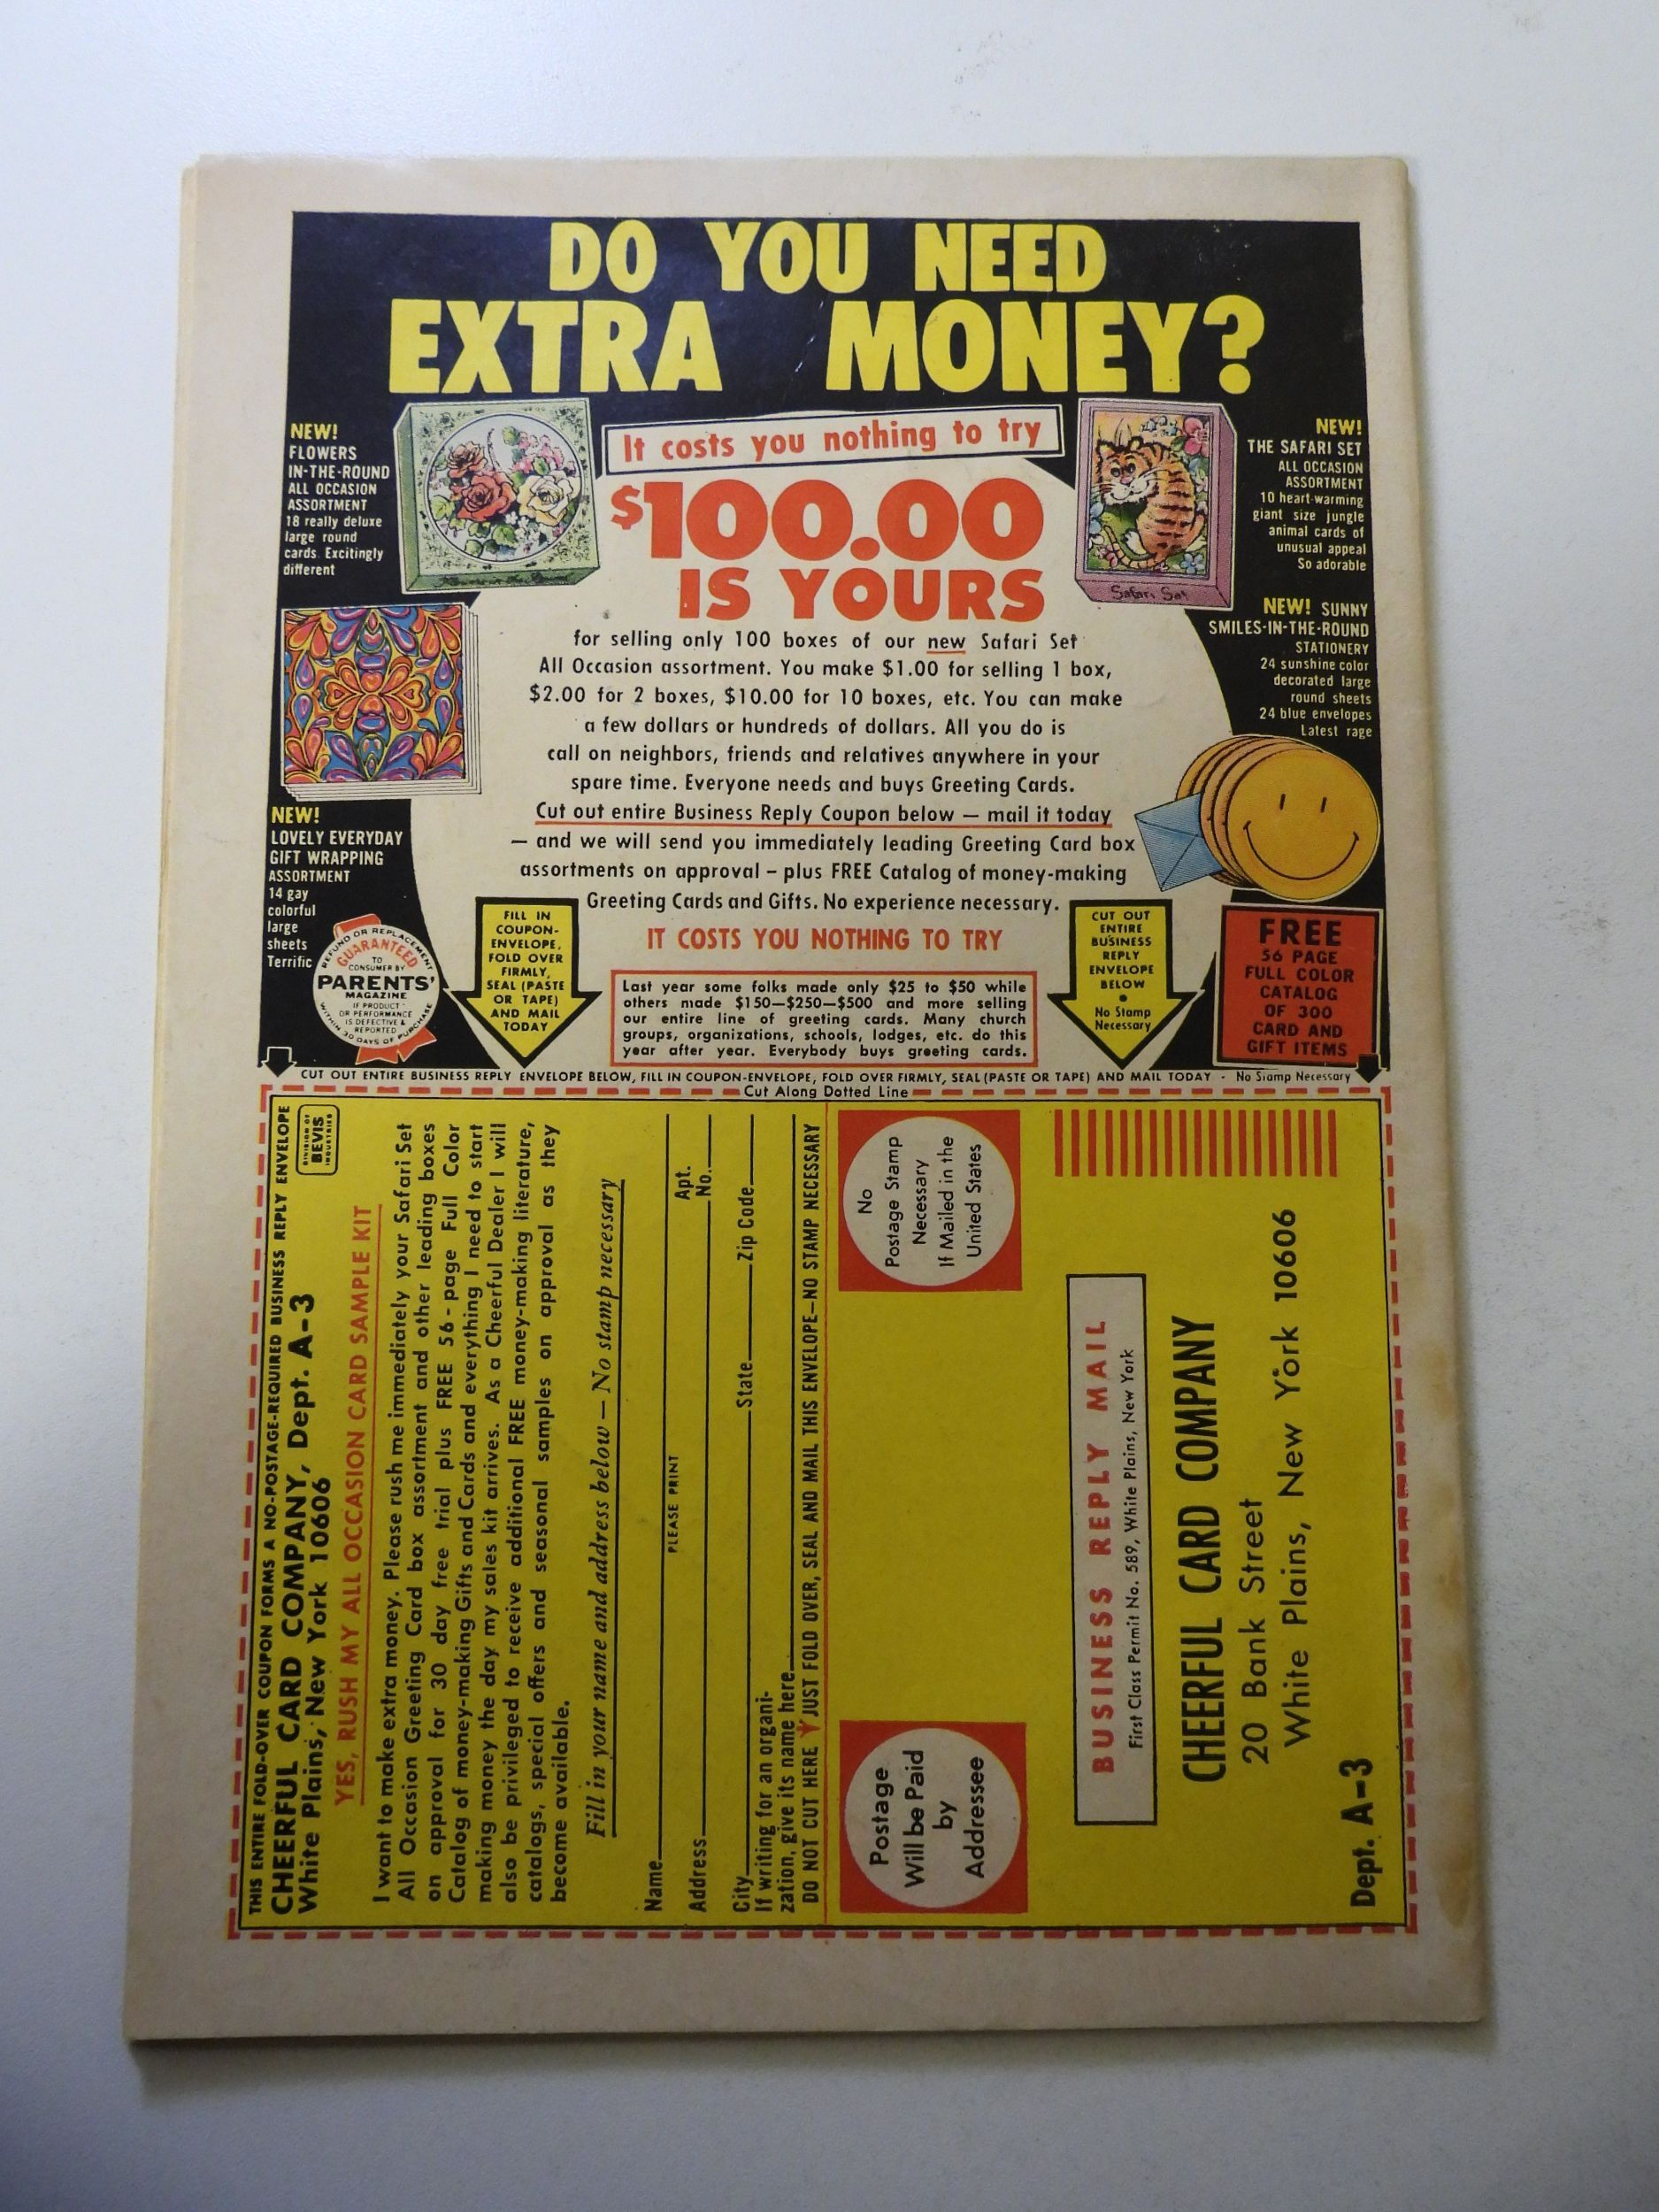 DO YOU NEED
EXTRA MONEY?
NEW!
FLOWERS
IN-THE-ROUND
ALL OCCASION
ASSORTMENT
18 really deluxe
large round
cards. Excitingly
different
It costs you nothing to try
$100.00
IS YOURS
Safari Set
NEW!
THE SAFARI SET
ALL OCCASION
ASSORTMENT
10 heart-warming
giant size jungle
animal cards of
unusual appeal
So adorable
for selling only 100 boxes of our new Safari Set
All Occasion assortment. You make $1.00 for selling 1 box,
$2.00 for 2 boxes, $10.00 for 10 boxes, etc. You can make
a few dollars or hundreds of dollars. All you do is
call on neighbors, friends and relatives anywhere in your
spare time. Everyone needs and buys Greeting Cards.
Cut out entire Business Reply Coupon below — mail it today
— and we will send you immediately leading Greeting Card box
assortments on approval – plus FREE Catalog of money-making
Greeting Cards and Gifts. No experience necessary.
IT COSTS YOU NOTHING TO TRY
NEW! SUNNY
SMILES-IN-THE-ROUND
STATIONERY
24 sunshine color
decorated large
round sheets
24 blue envelopes
Latest rage
NEW!
LOVELY EVERYDAY
GIFT WRAPPING
ASSORTMENT
14 gay
colorful
large
sheets
Terrific
REFUND OR REPLACEMENT
GUARANTEED
TO
CONSUMER BY
PARENTS'
MAGAZINE
IF PRODUCT
OR PERFORMANCE
IS DEFECTIVE &
REPORTED
WITHIN 30 DAYS OF PURCHASE
FILL IN
COUPON-
ENVELOPE,
FOLD OVER
FIRMLY,
SEAL (PASTE
OR TAPE)
AND MAIL
TODAY
Last year some folks made only $25 to $50 while
others made $150—$250—$500 and more selling
our entire line of greeting cards. Many church
groups, organizations, schools, lodges, etc. do this
year after year. Everybody buys greeting cards.
CUT OUT
ENTIRE
BUSINESS
REPLY
ENVELOPE
BELOW
•
No Stamp
Necessary
FREE
56 PAGE
FULL COLOR
CATALOG
OF 300
CARD AND
GIFT ITEMS
CUT OUT ENTIRE BUSINESS REPLY ENVELOPE BELOW, FILL IN COUPON-ENVELOPE, FOLD OVER FIRMLY, SEAL (PASTE OR TAPE) AND MAIL TODAY - No Stamp Necessary
Cut Along Dotted Line
THIS ENTIRE FOLD-OVER COUPON FORMS A NO-POSTAGE-REQUIRED BUSINESS REPLY ENVELOPE
CHEERFUL CARD COMPANY, Dept. A-3
White Plains, New York 10606
DIVISION OF
BEVIS
INDUSTRIES
YES, RUSH MY ALL OCCASION CARD SAMPLE KIT
I want to make extra money. Please rush me immediately your Safari Set
All Occasion Greeting Card box assortment and other leading boxes
on approval for 30 day free trial plus FREE 56-page Full Color
Catalog of money-making Gifts and Cards and everything I need to start
making money the day my sales kit arrives. As a Cheerful Dealer I will
also be privileged to receive additional FREE money-making literature,
catalogs, special offers and seasonal samples on approval as they
become available.
Fill in your name and address below — No stamp necessary
Name
PLEASE PRINT
Address Apt. No.
City State Zip Code
If writing for an organi-
zation, give its name here
DO NOT CUT HERE JUST FOLD OVER, SEAL AND MAIL THIS ENVELOPE—NO STAMP NECESSARY
Postage
Will be Paid
by
Addressee
No
Postage Stamp
Necessary
If Mailed in the
United States
BUSINESS REPLY MAIL
First Class Permit No. 589, White Plains, New York
CHEERFUL CARD COMPANY
20 Bank Street
White Plains, New York 10606
Dept. A-3